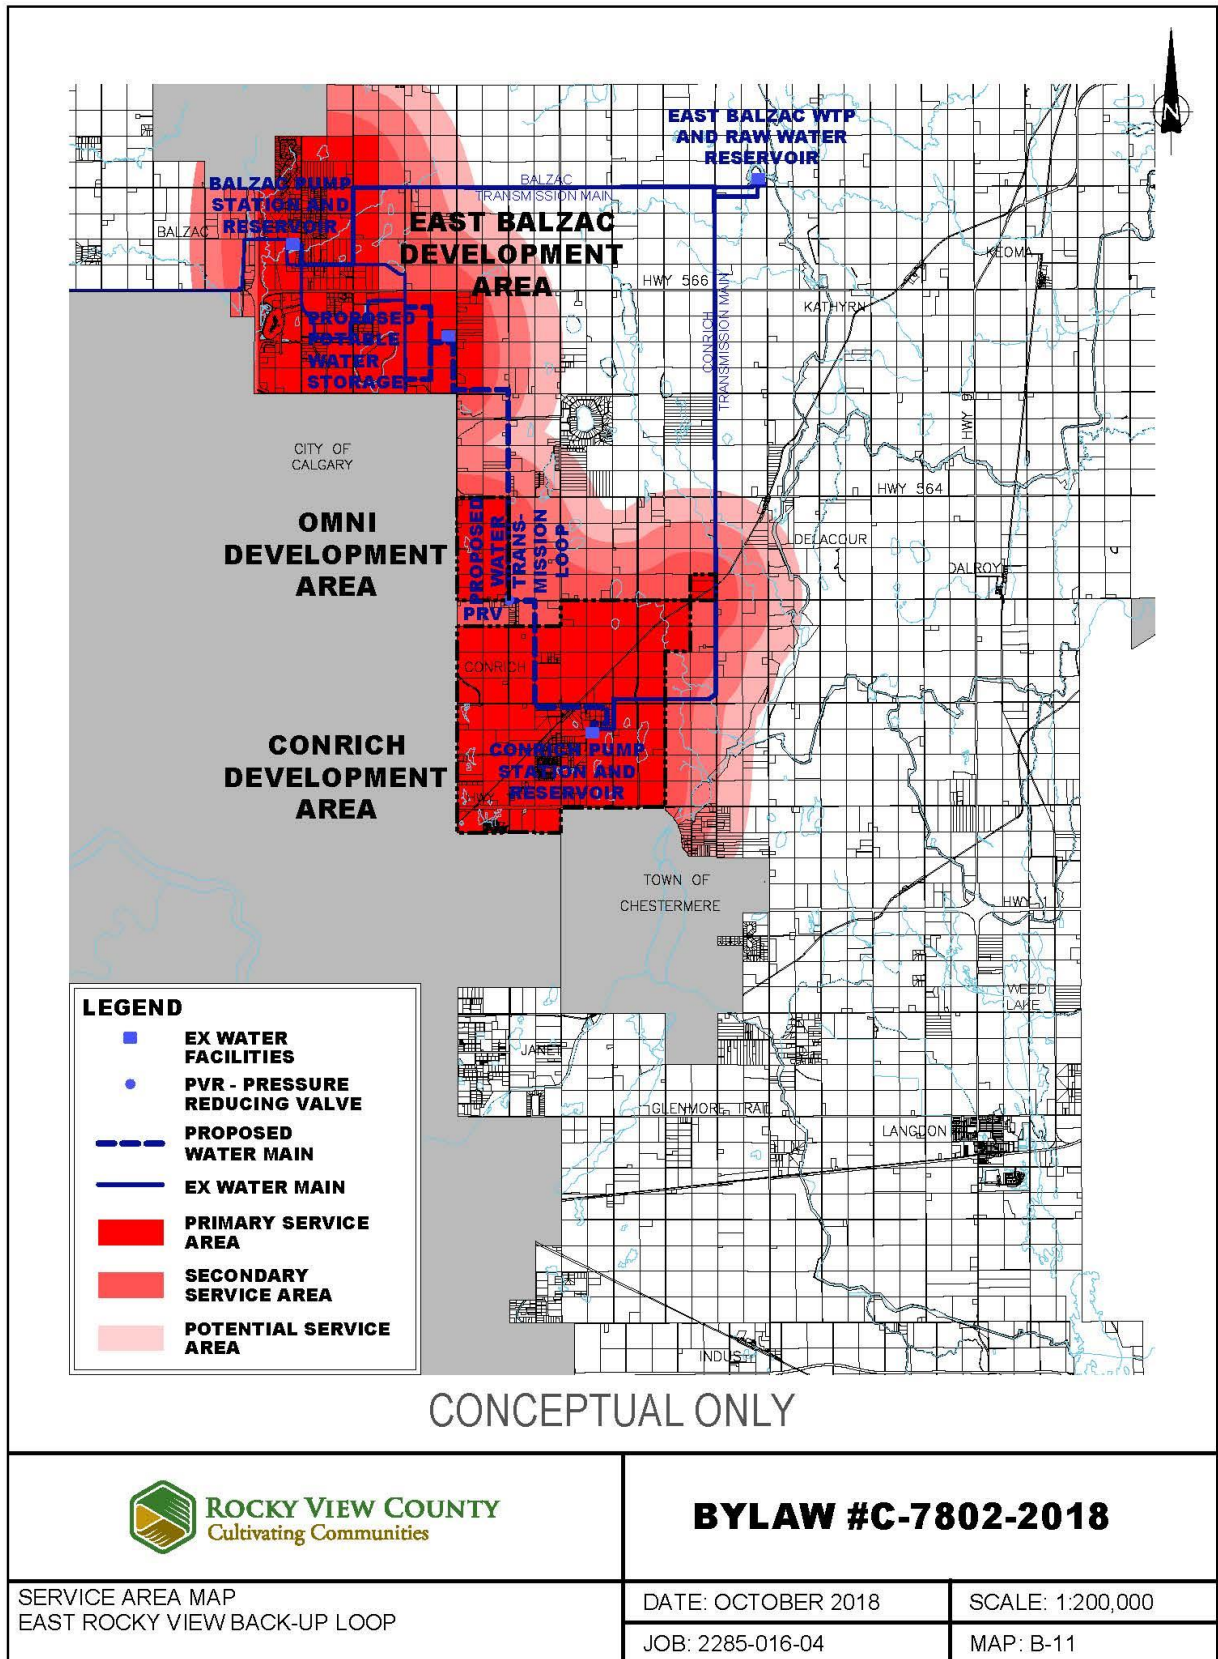 N
EAST BALZAC WTP
AND RAW WATER
RESERVOIR
BALZAC
TRANSMISSION MAIN
BALZAC PUMP
STATION AND
RESERVOIR
BALZAC
EAST BALZAC
DEVELOPMENT
AREA
HWY 566
KEOMA
KATHYRN
CONRICH
TRANSMISSION MAIN
PROPOSED
POTABLE
WATER
STORAGE
HWY 9
CITY OF
CALGARY
HWY 564
OMNI
DEVELOPMENT
AREA
PROPOSED
WATER
TRANS-
MISSION
LOOP
DELACOUR
DALROY
PRV
CONRICH
CONRICH
DEVELOPMENT
AREA
CONRICH PUMP
STATION AND
RESERVOIR
TOWN OF
CHESTERMERE
HWY 1
WEED
LAKE
JANET
GLENMORE TRAIL
LANGDON
INDUS
LEGEND
EX WATER
FACILITIES
PVR - PRESSURE
REDUCING VALVE
PROPOSED
WATER MAIN
EX WATER MAIN
PRIMARY SERVICE
AREA
SECONDARY
SERVICE AREA
POTENTIAL SERVICE
AREA
CONCEPTUAL ONLY
ROCKY VIEW COUNTY
Cultivating Communities
BYLAW #C-7802-2018
SERVICE AREA MAP
EAST ROCKY VIEW BACK-UP LOOP
DATE: OCTOBER 2018
SCALE: 1:200,000
JOB: 2285-016-04
MAP: B-11